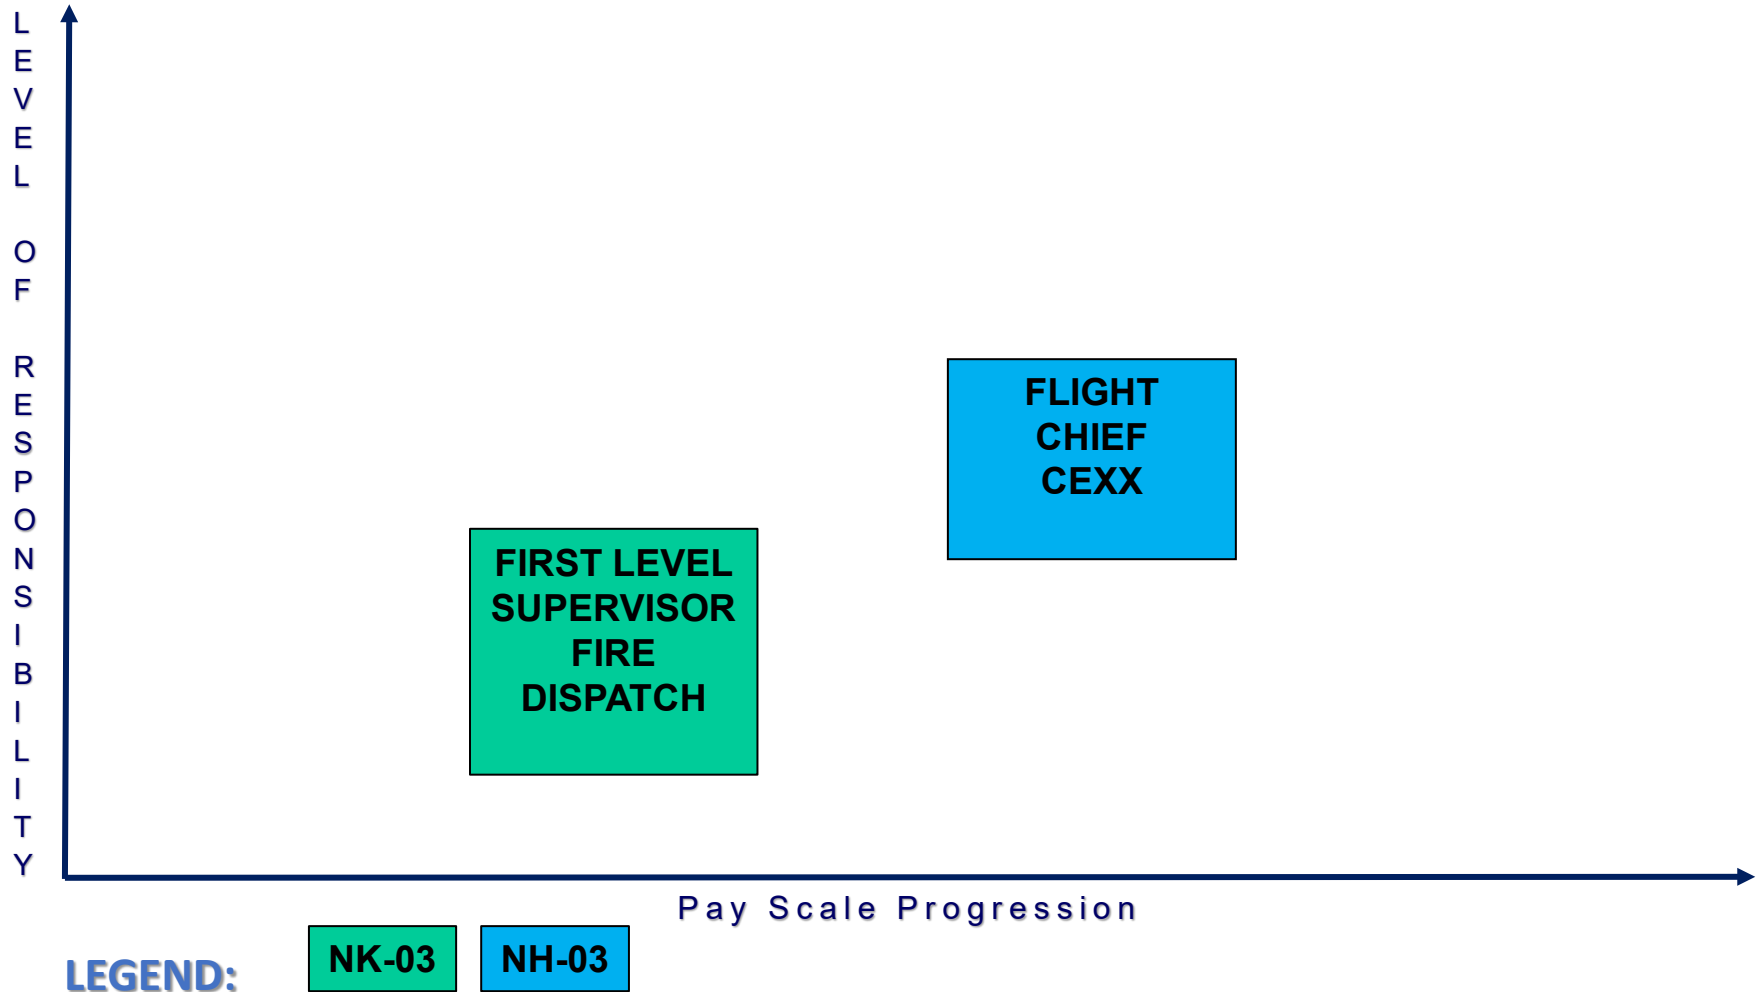 LEVEL OF RESPONSIBILITY
FLIGHT
CHIEF
CEXX
FIRST LEVEL
SUPERVISOR
FIRE
DISPATCH
Pay Scale Progression
LEGEND:
NK-03
NH-03